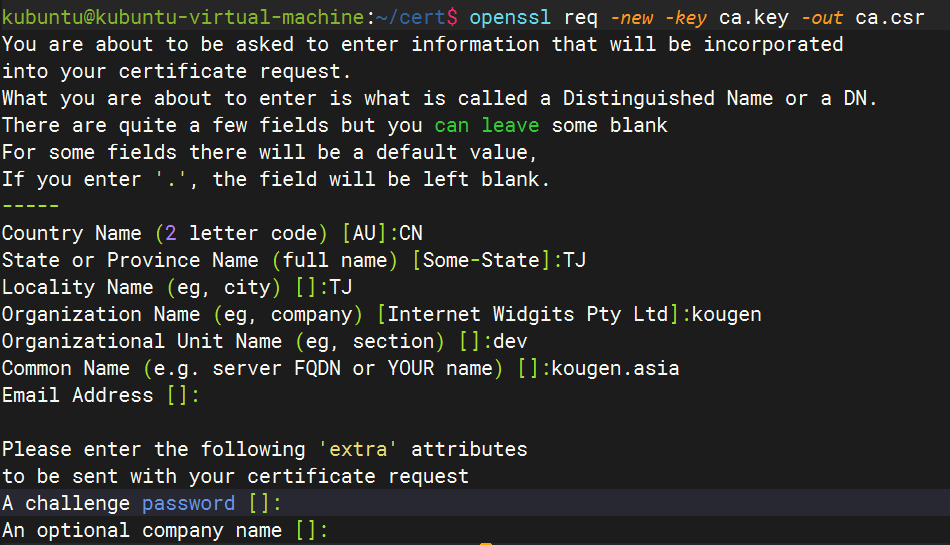 kubuntu@kubuntu-virtual-machine:~/cert$ openssl req -new -key ca.key -out ca.csr
You are about to be asked to enter information that will be incorporated
into your certificate request.
What you are about to enter is what is called a Distinguished Name or a DN.
There are quite a few fields but you can leave some blank
For some fields there will be a default value,
If you enter '.', the field will be left blank.
-----
Country Name (2 letter code) [AU]:CN
State or Province Name (full name) [Some-State]:TJ
Locality Name (eg, city) []:TJ
Organization Name (eg, company) [Internet Widgits Pty Ltd]:kougen
Organizational Unit Name (eg, section) []:dev
Common Name (e.g. server FQDN or YOUR name) []:kougen.asia
Email Address []:

Please enter the following 'extra' attributes
to be sent with your certificate request
A challenge password []:
An optional company name []: